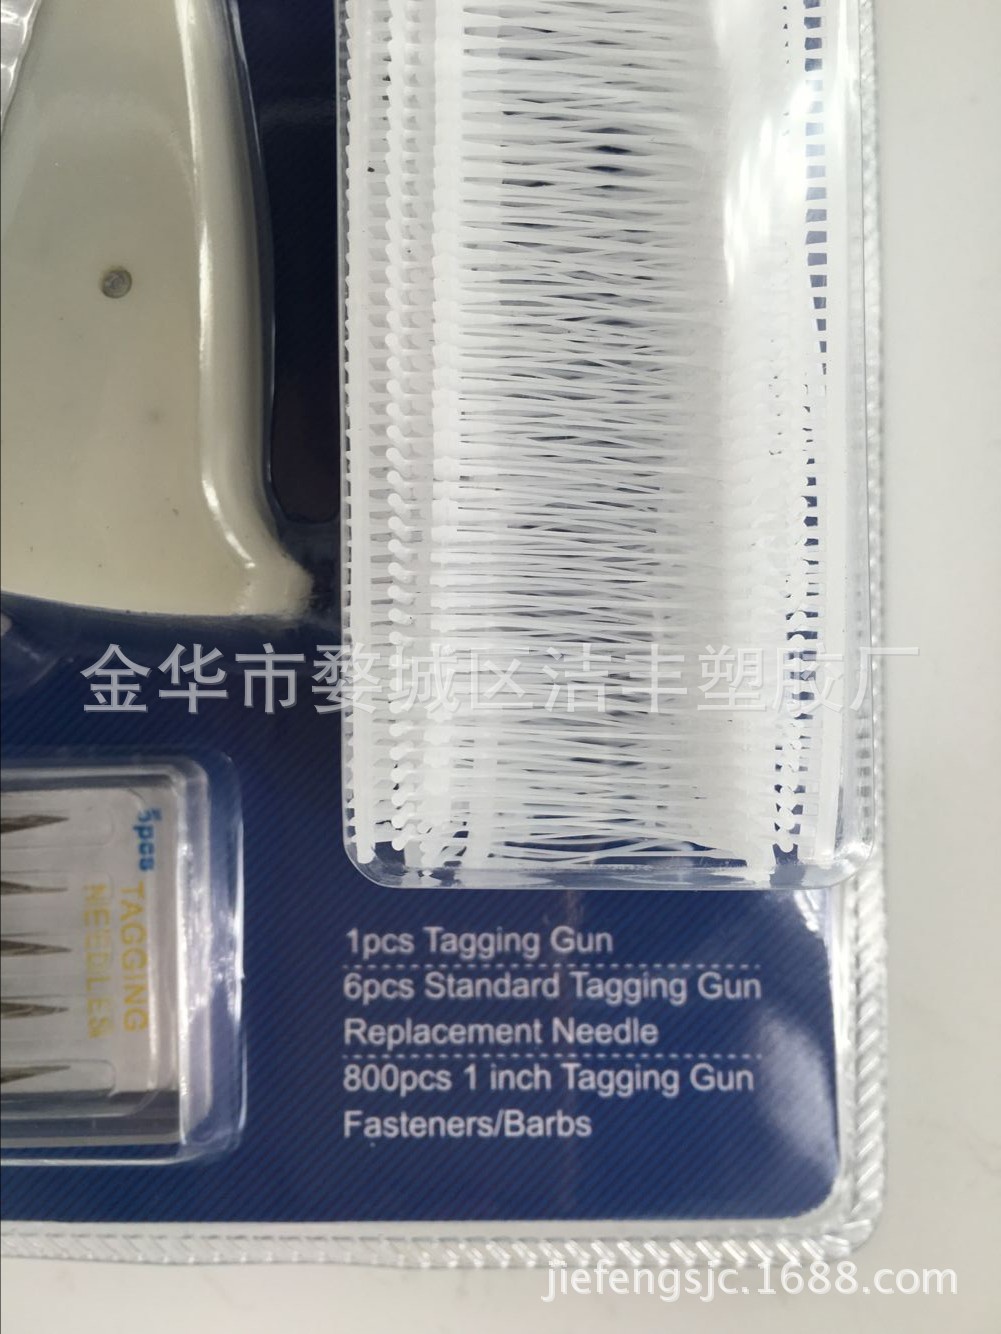 金华市婺城区洁丰塑胶厂
5pcs
TAGGING
NEEDLES
1pcs Tagging Gun
6pcs Standard Tagging Gun
Replacement Needle
800pcs 1 inch Tagging Gun
Fasteners/Barbs
jiefengsjc.1688.com